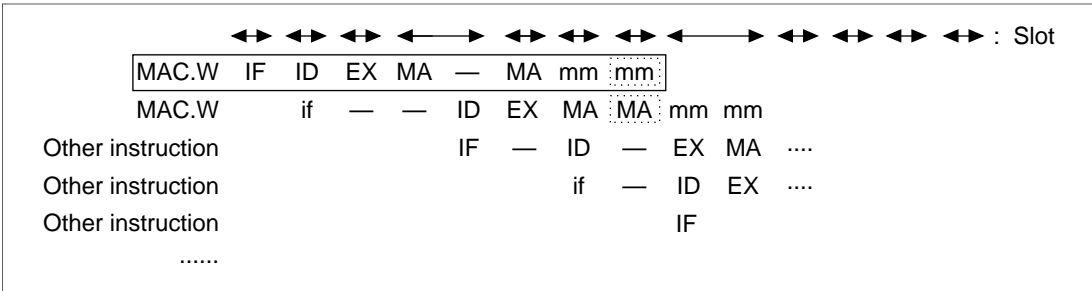 : Slot
MAC.W IF ID EX MA — MA mm mm
MAC.W if — — ID EX MA MA mm mm
Other instruction IF — ID — EX MA ····
Other instruction if — ID EX ····
Other instruction IF
······